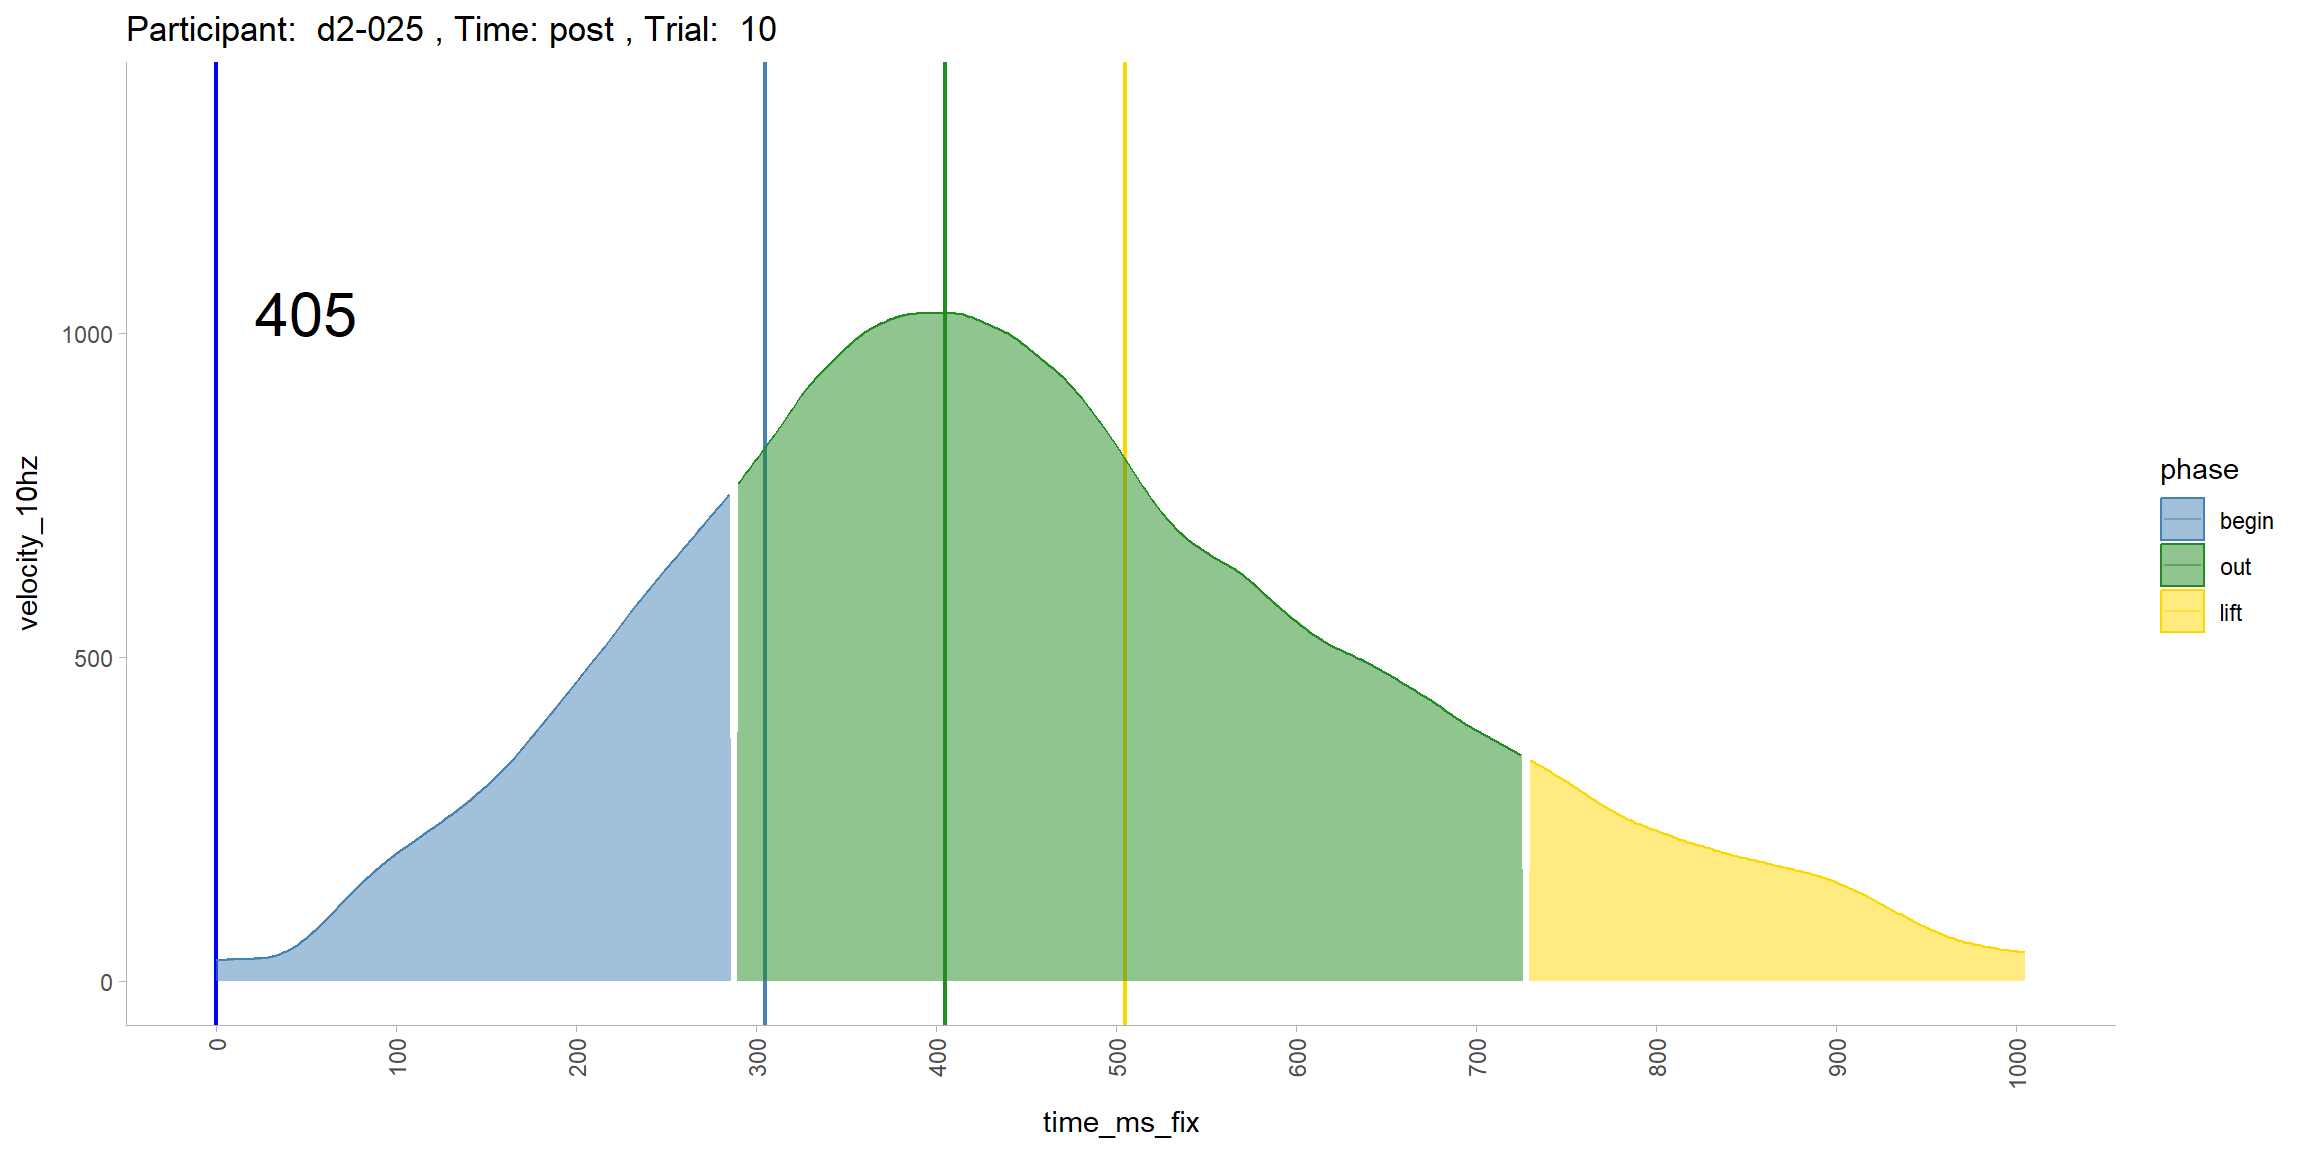 Participant:  d2-025 , Time: post , Trial:  10
405
1000
500
0
velocity_10hz
0
100
200
300
400
500
600
700
800
900
1000
time_ms_fix
phase
begin
out
lift